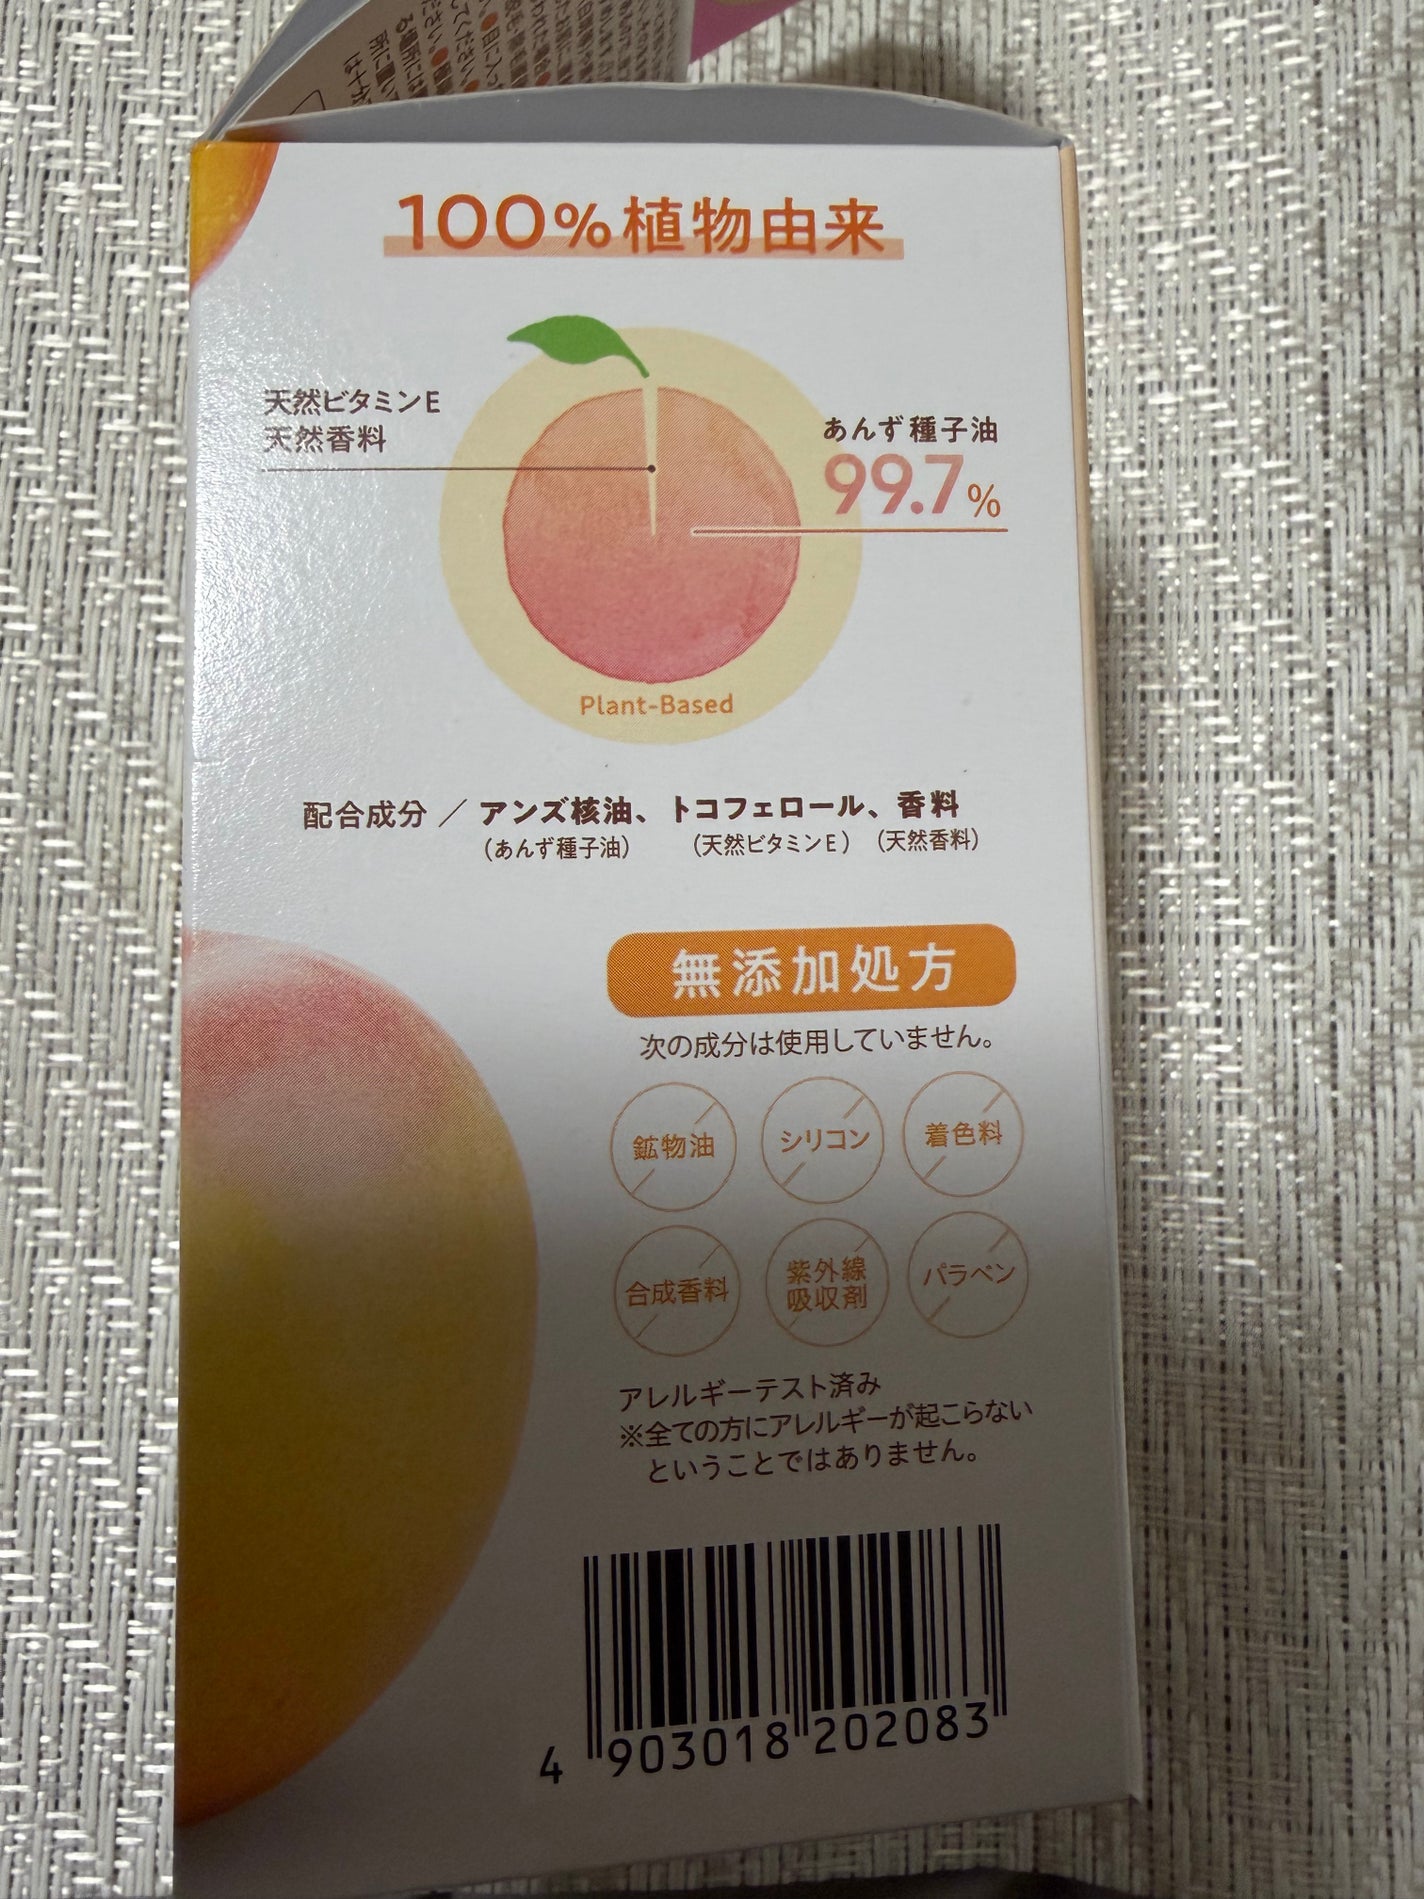 100%植物由来
天然ビタミンE
天然香料
あんず種子油
99.7%
Plant-Based
配合成分／アンズ核油、トコフェロール、香料
（あんず種子油）（天然ビタミンE）（天然香料）
無添加処方
次の成分は使用していません。
鉱物油 シリコン 着色料
合成香料 紫外線吸収剤 パラベン
アレルギーテスト済み
※全ての方にアレルギーが起こらない
ということではありません。
4 903018 202083